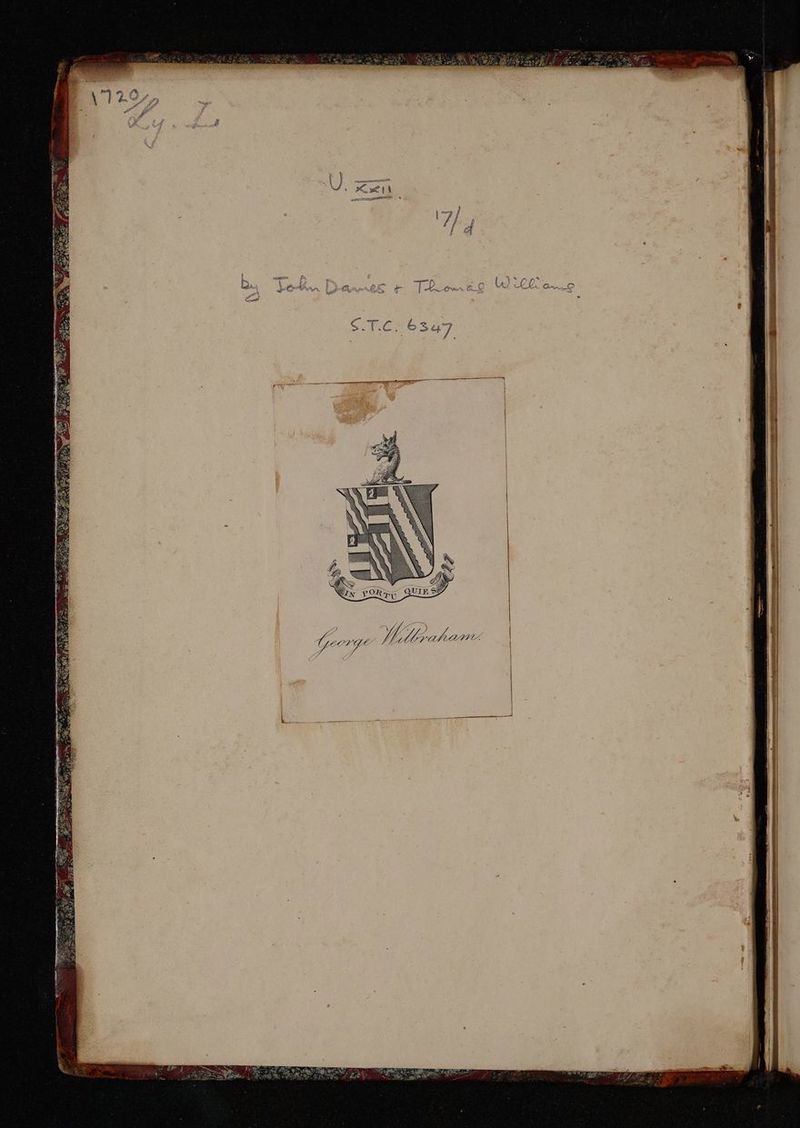 1720
Ly. L
U. XXII.
17/d
by John Davies + Thomas Williams.
S.T.C. 6347.
IN PORTU QUIES
George Wilbraham.